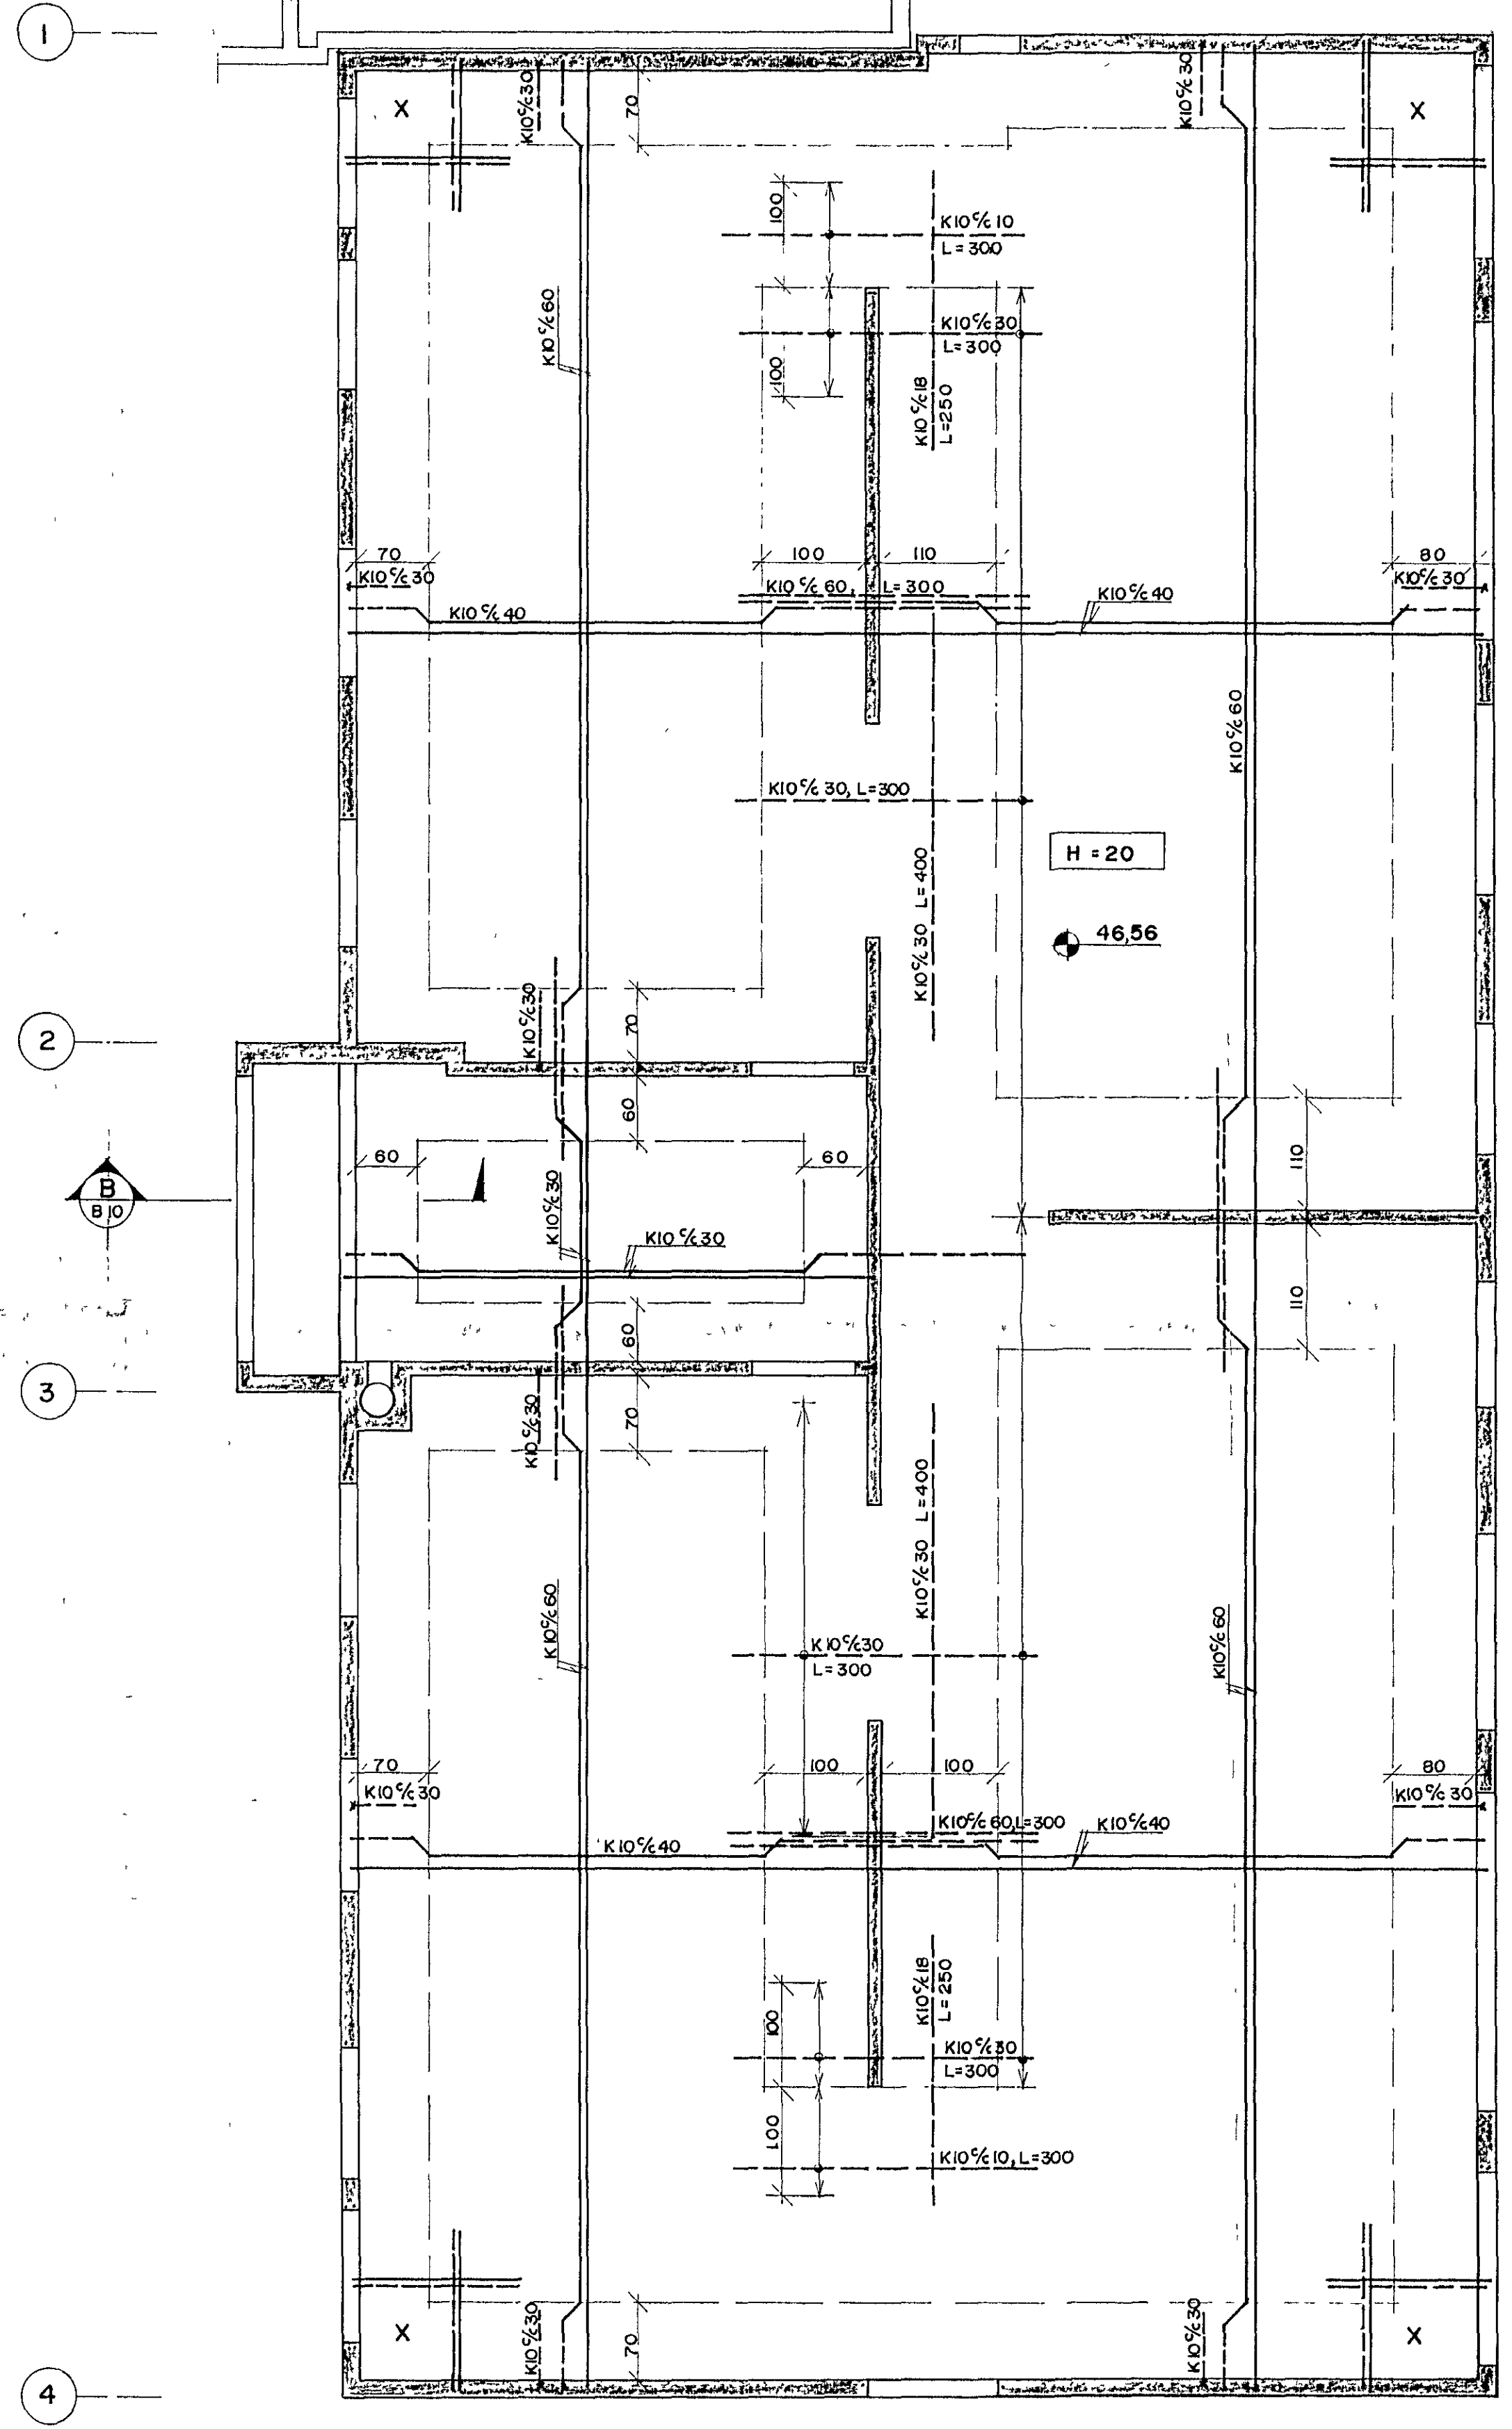 1
X
K10 c/c 30
70
K10 c/c 30
X
100
K10 c/c 10
L=300
K10 c/c 60
K10 c/c 30
L=300
100
K10 c/c 18
L=250
70
100
110
80
K10 c/c 30
K10 c/c 60, L=300
K10 c/c 30
K10 c/c 40
K10 c/c 40
K10 c/c 60
K10 c/c 30, L=300
H = 20
K10 c/c 30 L=400
46,56
K10 c/c 30
70
2
60
110
60
60
B
B 10
K10 c/c 30
K10 c/c 30
110
60
3
K10 c/c 30
70
K10 c/c 30 L=400
K10 c/c 60
K10 c/c 30
L=300
K10 c/c 60
70
100
100
80
K10 c/c 30
K10 c/c 30
K10 c/c 60, L=300
K10 c/c 40
K10 c/c 40
K10 c/c 18
L=250
100
K10 c/c 30
L=300
100
K10 c/c 10, L=300
X
K10 c/c 30
70
K10 c/c 30
X
4